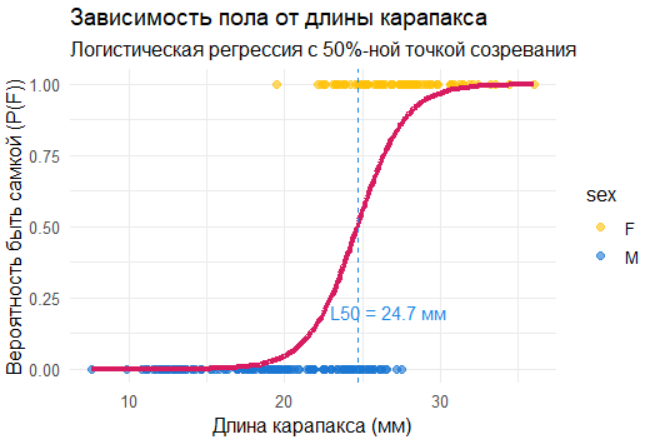 Зависимость пола от длины карапакса
Логистическая регрессия с 50%-ной точкой созревания
Вероятность быть самкой (P(F))
1.00
0.75
0.50
0.25
0.00
L50 = 24.7 мм
10
20
30
Длина карапакса (мм)
sex
F
M